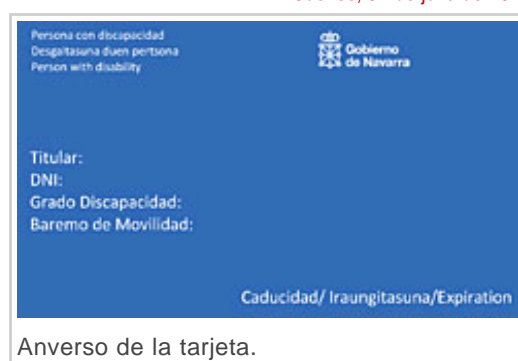 Persona con discapacidad
Desgaitasuna duen pertsona
Person with disability
Gobierno
de Navarra
Titular:
DNI:
Grado Discapacidad:
Baremo de Movilidad:
Caducidad/ Iraungitasuna/Expiration
Anverso de la tarjeta.